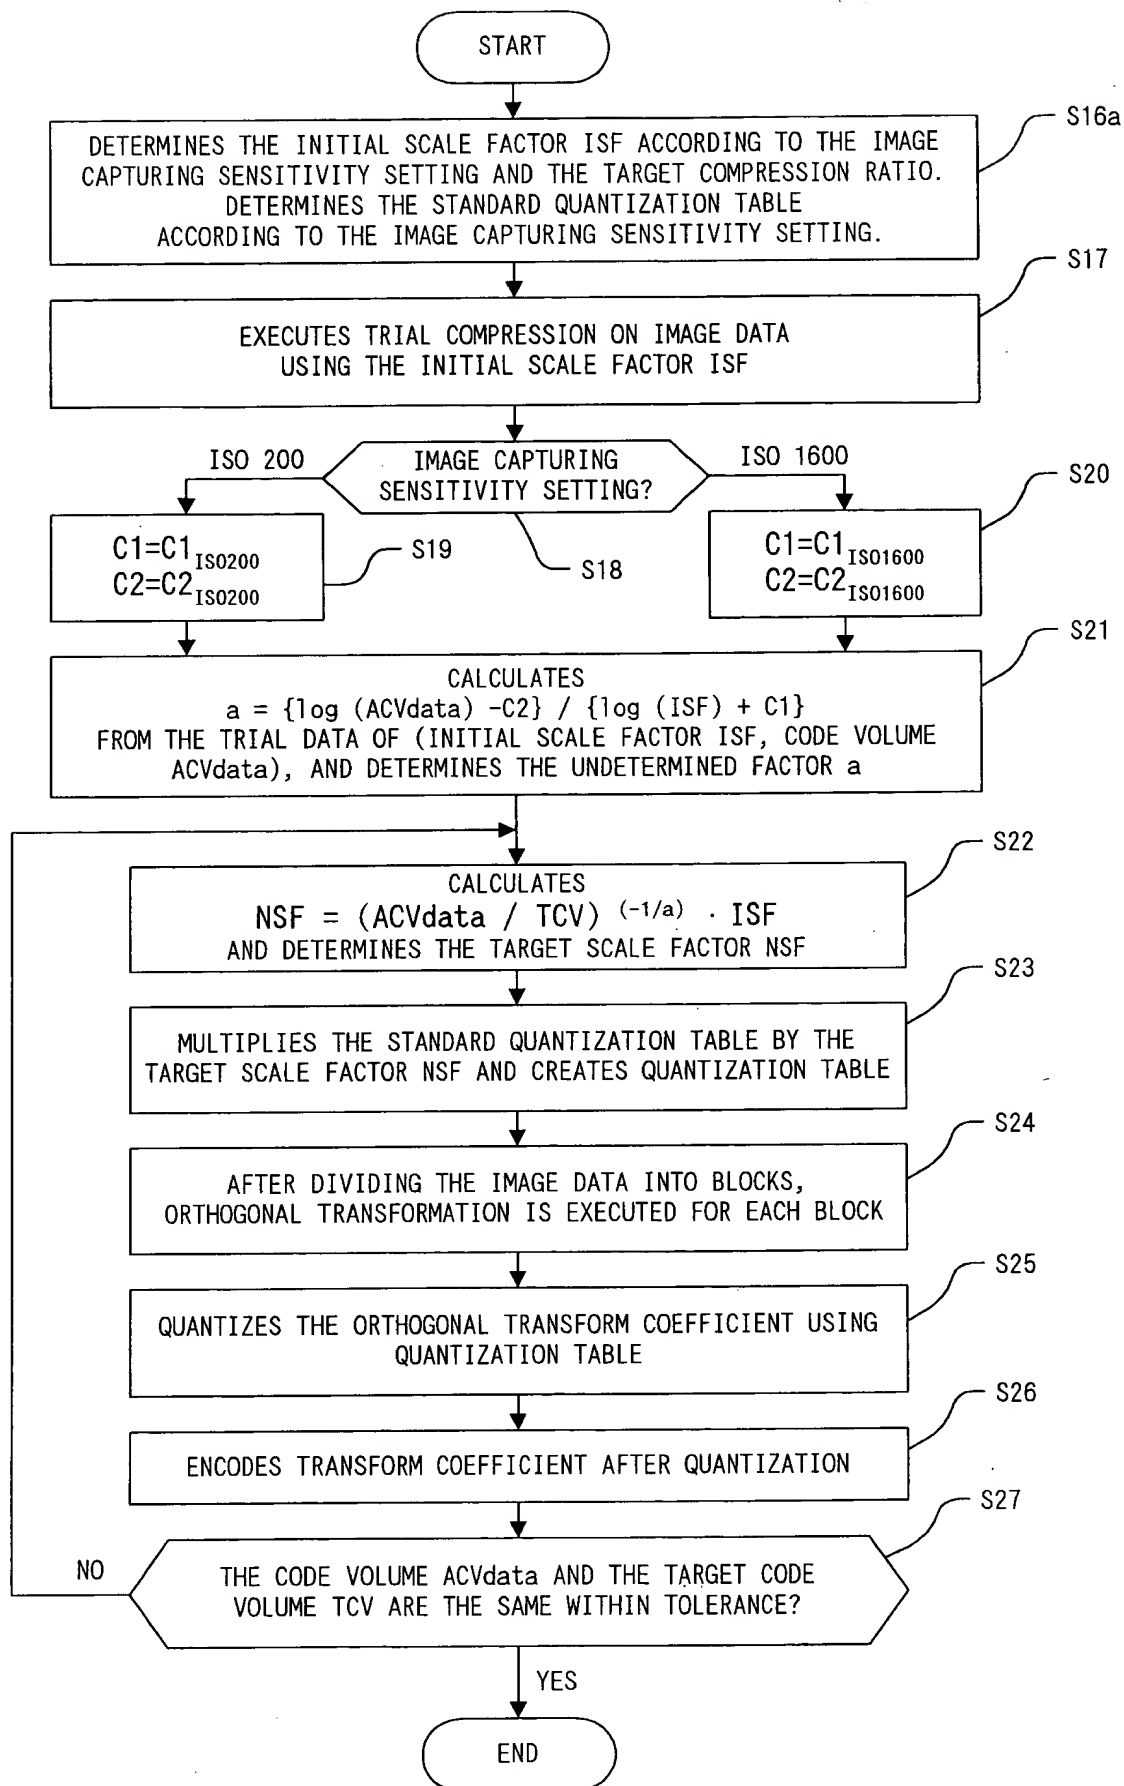 START
S16a
DETERMINES THE INITIAL SCALE FACTOR ISF ACCORDING TO THE IMAGE
CAPTURING SENSITIVITY SETTING AND THE TARGET COMPRESSION RATIO.
DETERMINES THE STANDARD QUANTIZATION TABLE
ACCORDING TO THE IMAGE CAPTURING SENSITIVITY SETTING.
S17
EXECUTES TRIAL COMPRESSION ON IMAGE DATA
USING THE INITIAL SCALE FACTOR ISF
ISO 200
IMAGE CAPTURING
SENSITIVITY SETTING?
ISO 1600
S18
S19
C1=C1ISO200
C2=C2ISO200
S20
C1=C1ISO1600
C2=C2ISO1600
S21
CALCULATES
a = {log (ACVdata) -C2} / {log (ISF) + C1}
FROM THE TRIAL DATA OF (INITIAL SCALE FACTOR ISF, CODE VOLUME
ACVdata), AND DETERMINES THE UNDETERMINED FACTOR a
S22
CALCULATES
NSF = (ACVdata / TCV) (-1/a) · ISF
AND DETERMINES THE TARGET SCALE FACTOR NSF
S23
MULTIPLIES THE STANDARD QUANTIZATION TABLE BY THE
TARGET SCALE FACTOR NSF AND CREATES QUANTIZATION TABLE
S24
AFTER DIVIDING THE IMAGE DATA INTO BLOCKS,
ORTHOGONAL TRANSFORMATION IS EXECUTED FOR EACH BLOCK
S25
QUANTIZES THE ORTHOGONAL TRANSFORM COEFFICIENT USING
QUANTIZATION TABLE
S26
ENCODES TRANSFORM COEFFICIENT AFTER QUANTIZATION
S27
NO
THE CODE VOLUME ACVdata AND THE TARGET CODE
VOLUME TCV ARE THE SAME WITHIN TOLERANCE?
YES
END